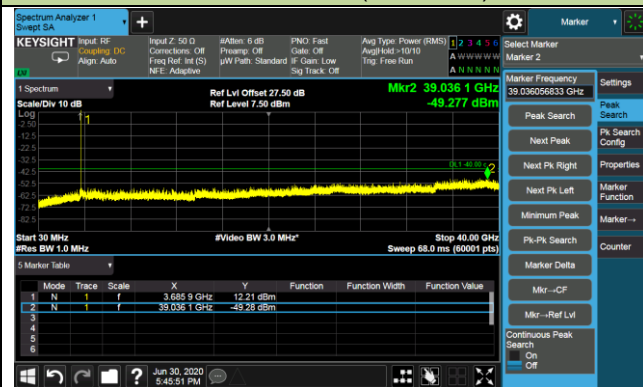 Spectrum Analyzer 1
Swept SA
Marker
KEYSIGHT
Input: RF
Coupling: DC
Align: Auto
Input Z: 50 Ω
Corrections: Off
Freq Ref: Int (S)
NFE: Adaptive
#Atten: 6 dB
Preamp: Off
µW Path: Standard
PNO: Fast
Gate: Off
IF Gain: Low
Sig Track: Off
Avg Type: Power (RMS)
Avg|Hold:>10/10
Trig: Free Run
1 2 3 4 5 6
A W W W W W
A N N N N N
Select Marker
Marker 2
LV
1 Spectrum
Scale/Div 10 dB
Log
Ref Lvl Offset 27.50 dB
Ref Level 7.50 dBm
Mkr2 39.036 1 GHz
-49.277 dBm
-2.50
-12.5
-22.5
-32.5
-42.5
-52.5
-62.5
-72.5
-82.5
1
DL1 -40.00
2
Start 30 MHz
#Res BW 1.0 MHz
#Video BW 3.0 MHz*
Stop 40.00 GHz
Sweep 68.0 ms (60001 pts)
5 Marker Table
Mode Trace Scale X Y Function Function Width Function Value
1 N 1 f 3.685 9 GHz 12.21 dBm
2 N 1 f 39.036 1 GHz -49.28 dBm
3
4
5
6
Marker Frequency
39.036056833 GHz
Peak Search
Next Peak
Next Pk Right
Next Pk Left
Minimum Peak
Pk-Pk Search
Marker Delta
Mkr→CF
Mkr→Ref Lvl
Continuous Peak
Search
On
Off
Settings
Peak
Search
Pk Search
Config
Properties
Marker
Function
Marker→
Counter
?
Jun 30, 2020
5:45:51 PM